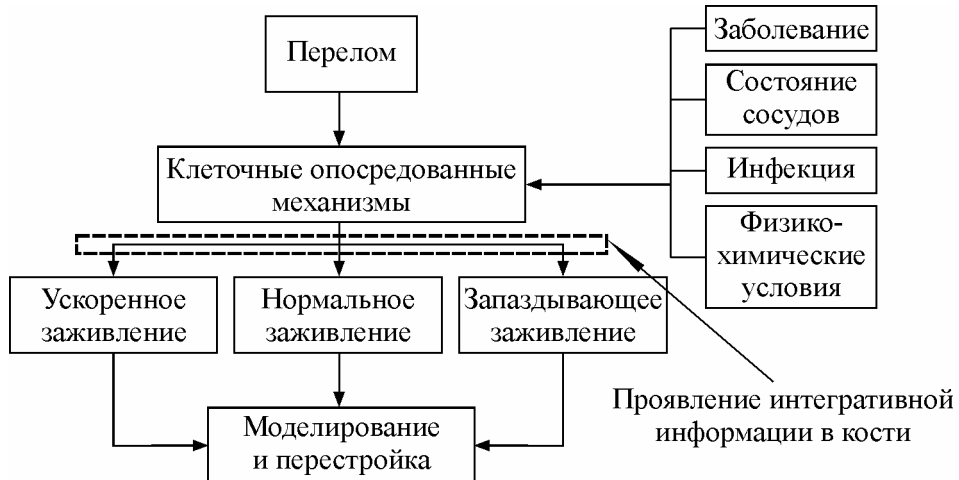 Перелом
Заболевание
Состояние
сосудов
Инфекция
Физико-
химические
условия
Клеточные опосредованные
механизмы
Ускоренное
заживление
Нормальное
заживление
Запаздывающее
заживление
Проявление интегративной
информации в кости
Моделирование
и перестройка